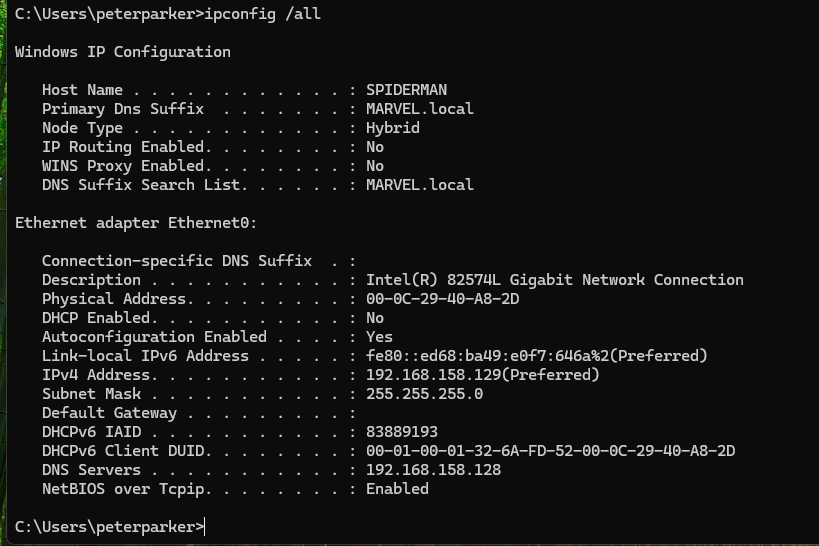 C:\Users\peterparker>ipconfig /all
Windows IP Configuration
Host Name . . . . . . . . . . . . : SPIDERMAN
Primary Dns Suffix  . . . . . . . : MARVEL.local
Node Type . . . . . . . . . . . . : Hybrid
IP Routing Enabled. . . . . . . . : No
WINS Proxy Enabled. . . . . . . . : No
DNS Suffix Search List. . . . . . : MARVEL.local
Ethernet adapter Ethernet0:
Connection-specific DNS Suffix  . :
Description . . . . . . . . . . . : Intel(R) 82574L Gigabit Network Connection
Physical Address. . . . . . . . . : 00-0C-29-40-A8-2D
DHCP Enabled. . . . . . . . . . . : No
Autoconfiguration Enabled . . . . : Yes
Link-local IPv6 Address . . . . . : fe80::ed68:ba49:e0f7:646a%2(Preferred)
IPv4 Address. . . . . . . . . . . : 192.168.158.129(Preferred)
Subnet Mask . . . . . . . . . . . : 255.255.255.0
Default Gateway . . . . . . . . . :
DHCPv6 IAID . . . . . . . . . . . : 83889193
DHCPv6 Client DUID. . . . . . . . : 00-01-00-01-32-6A-FD-52-00-0C-29-40-A8-2D
DNS Servers . . . . . . . . . . . : 192.168.158.128
NetBIOS over Tcpip. . . . . . . . : Enabled
C:\Users\peterparker>